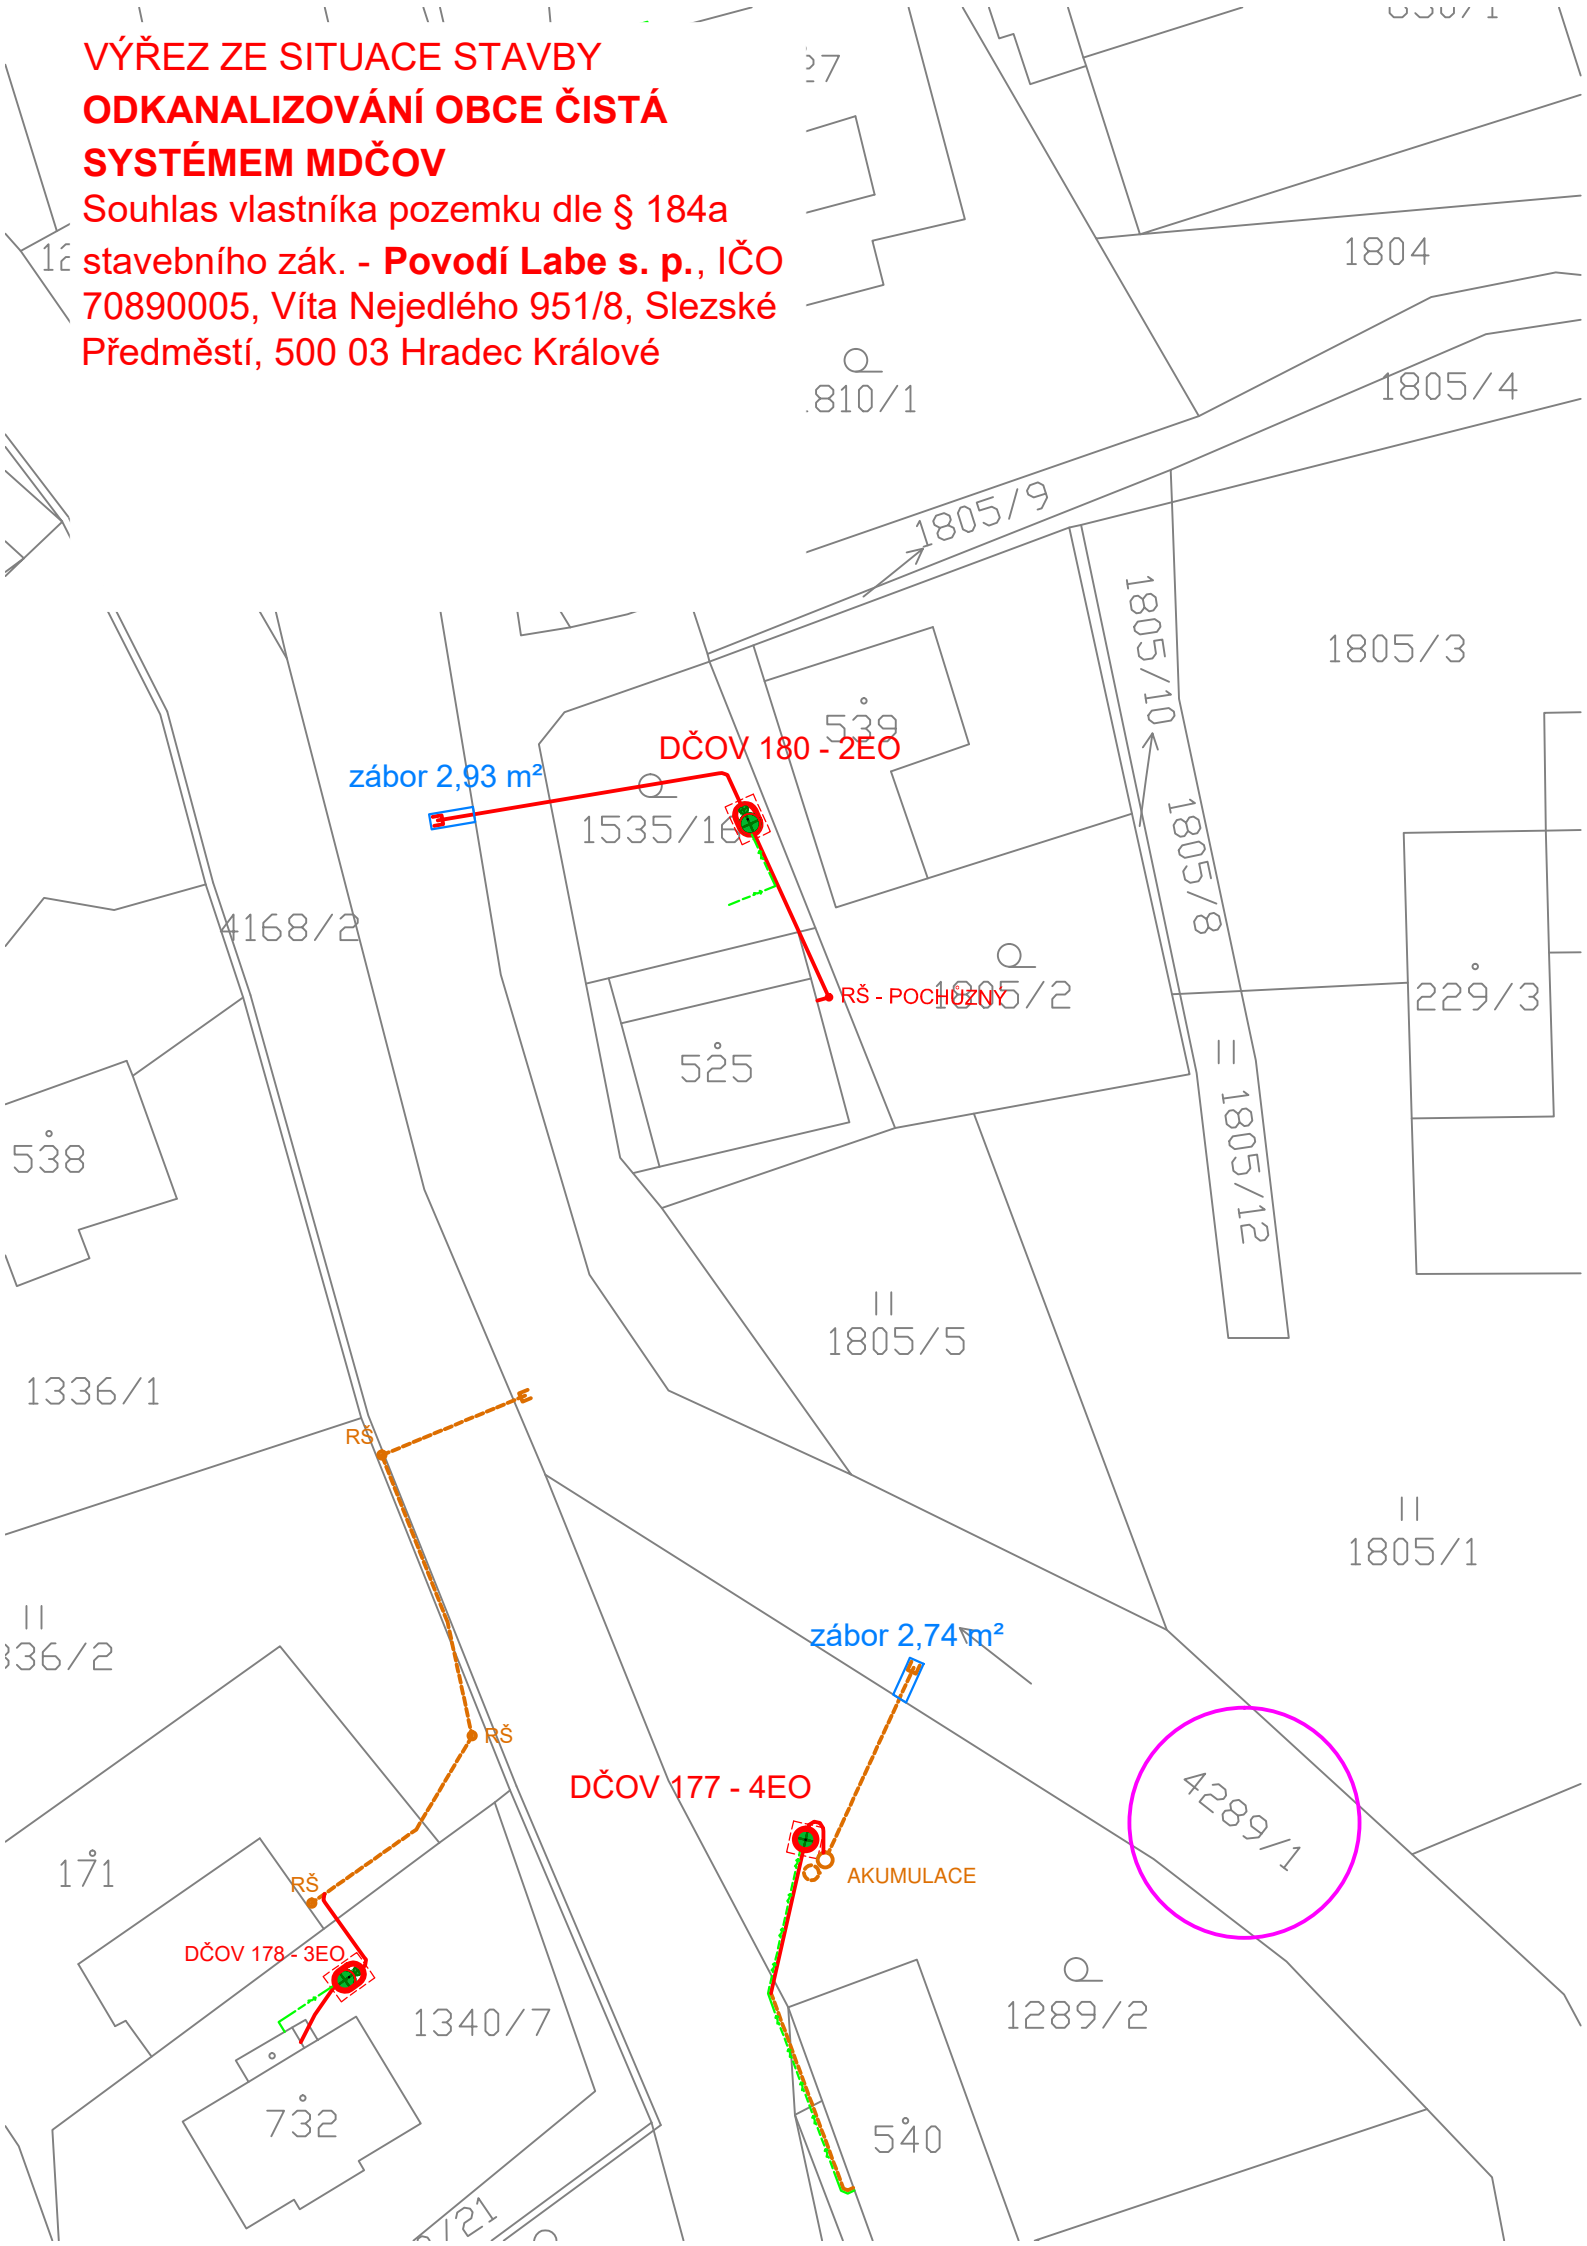 VÝŘEZ ZE SITUACE STAVBY
ODKANALIZOVÁNÍ OBCE ČISTÁ
SYSTÉMEM MDČOV
Souhlas vlastníka pozemku dle § 184a
stavebního zák. - Povodí Labe s. p., IČO
70890005, Víta Nejedlého 951/8, Slezské
Předměstí, 500 03 Hradec Králové
1804
1805/4
810/1
1805/9
1805/10
1805/3
539
DČOV 180 - 2EO
zábor 2,93 m²
1535/16
1805/8
4168/2
RŠ - POCHŮZNÝ
1805/2
229/3
525
538
1805/12
1805/5
1336/1
RŠ
1805/1
zábor 2,74 m²
336/2
RŠ
DČOV 177 - 4EO
4289/1
171
RŠ
AKUMULACE
DČOV 178 - 3EO
1340/7
1289/2
732
540
/21